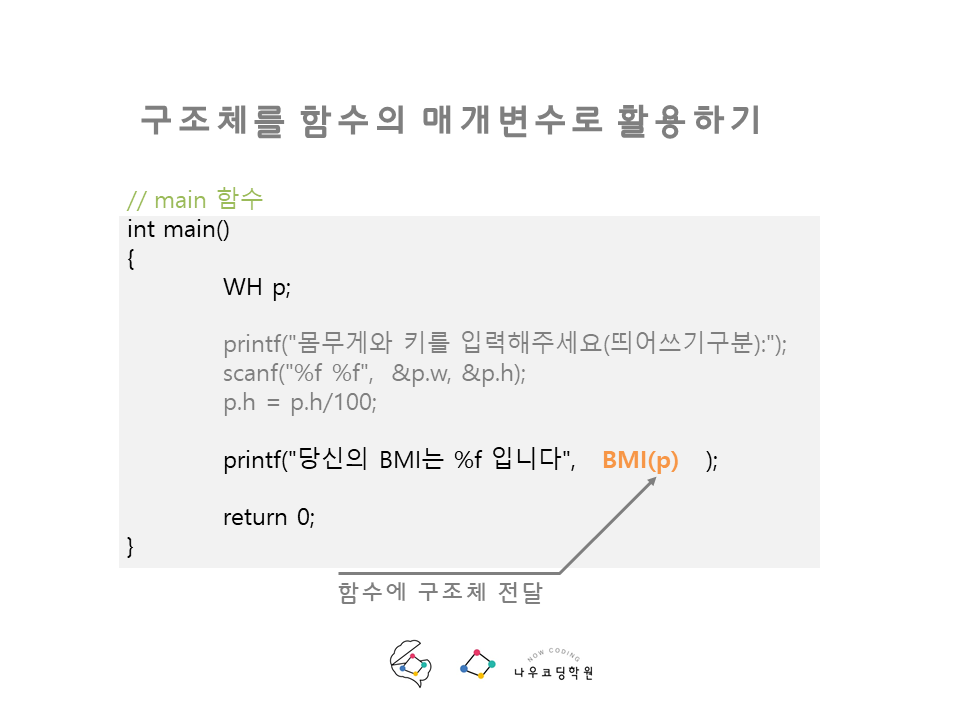 구조체를 함수의 매개변수로 활용하기
// main 함수
int main()
{
WH p;
printf("몸무게와 키를 입력해주세요(띄어쓰기구분):");
scanf("%f %f", &p.w, &p.h);
p.h = p.h/100;
printf("당신의 BMI는 %f 입니다", BMI(p) );
return 0;
}
함수에 구조체 전달
NOW CODING
나우코딩학원